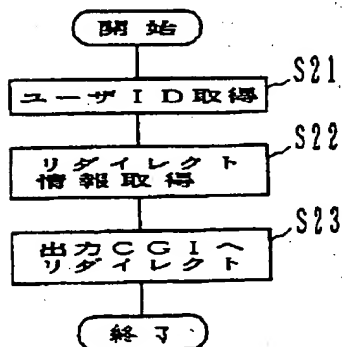 開始
ユーザID取得
S21
リダイレクト
情報取得
S22
出力CGIへ
リダイレクト
S23
終了